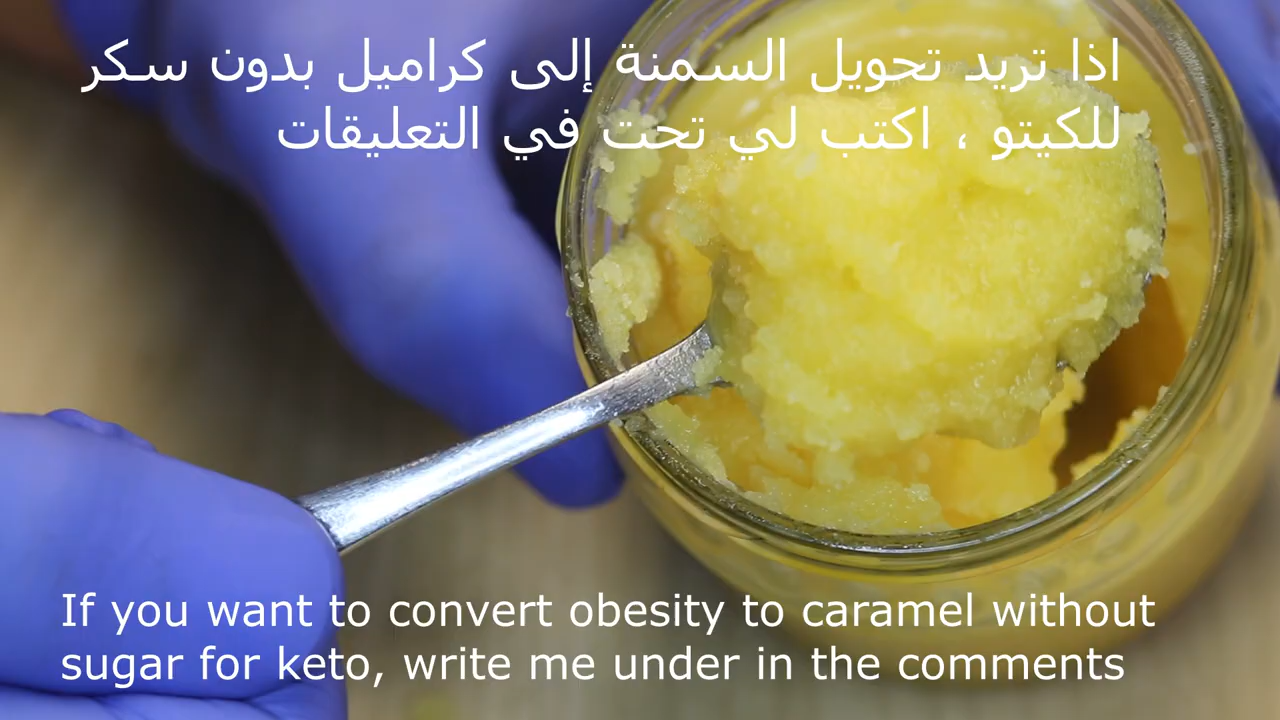 اذا تريد تحويل السمنة إلى كراميل بدون سكر
للكيتو ، اكتب لي تحت في التعليقات
If you want to convert obesity to caramel without
sugar for keto, write me under in the comments